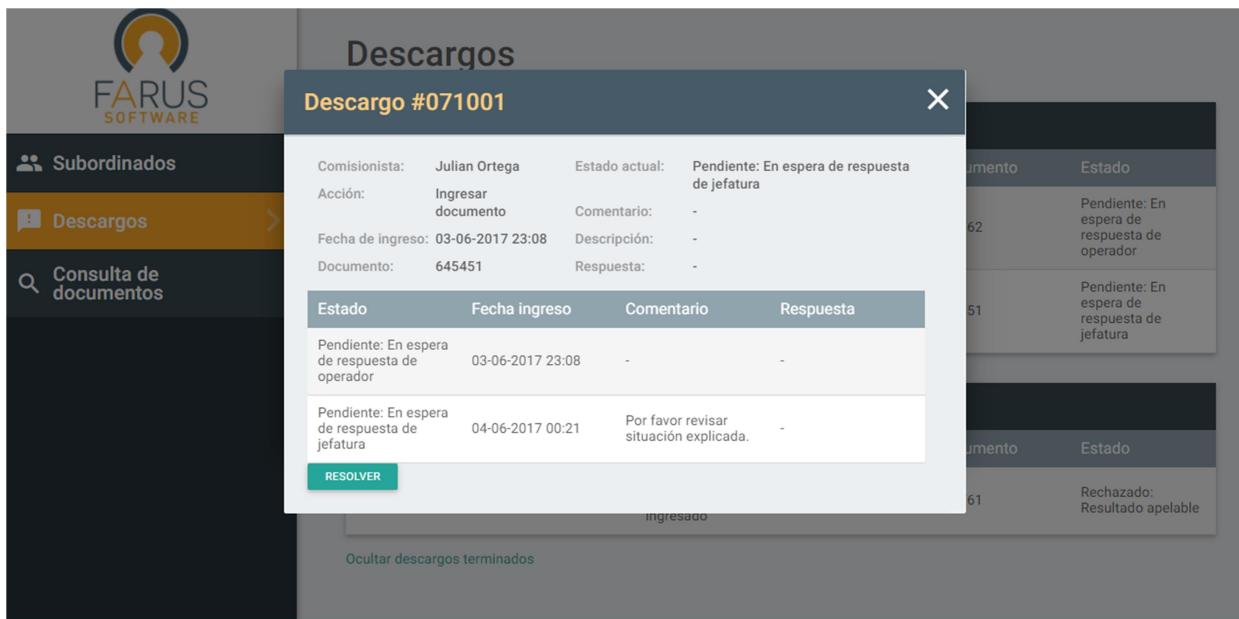 FARUS
SOFTWARE
Subordinados
Descargos
Consulta de
documentos
Descargos
Descargo #071001
Comisionista: Julian Ortega
Acción: Ingresar
documento
Fecha de ingreso: 03-06-2017 23:08
Documento: 645451
Estado actual: Pendiente: En espera de respuesta
de jefatura
Comentario: -
Descripción: -
Respuesta: -
Estado Fecha ingreso Comentario Respuesta
Pendiente: En espera
de respuesta de
operador
03-06-2017 23:08 - -
Pendiente: En espera
de respuesta de
jefatura
04-06-2017 00:21
Por favor revisar
situación explicada.
-
RESOLVER
Estado
62
Pendiente: En
espera de
respuesta de
operador
51
Pendiente: En
espera de
respuesta de
jefatura
Estado
61
Rechazado:
Resultado apelable
ingresado
Ocultar descargos terminados